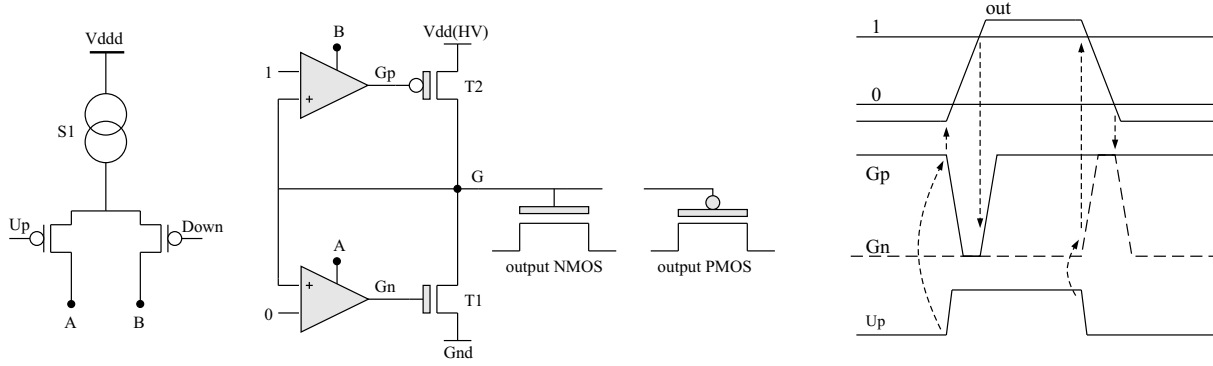 Vddd
S1
Up
Down
A
B
B
Vdd(HV)
1
Gp
T2
+
G
A
+
Gn
T1
0
Gnd
output NMOS
output PMOS
out
1
0
Gp
Gn
Up